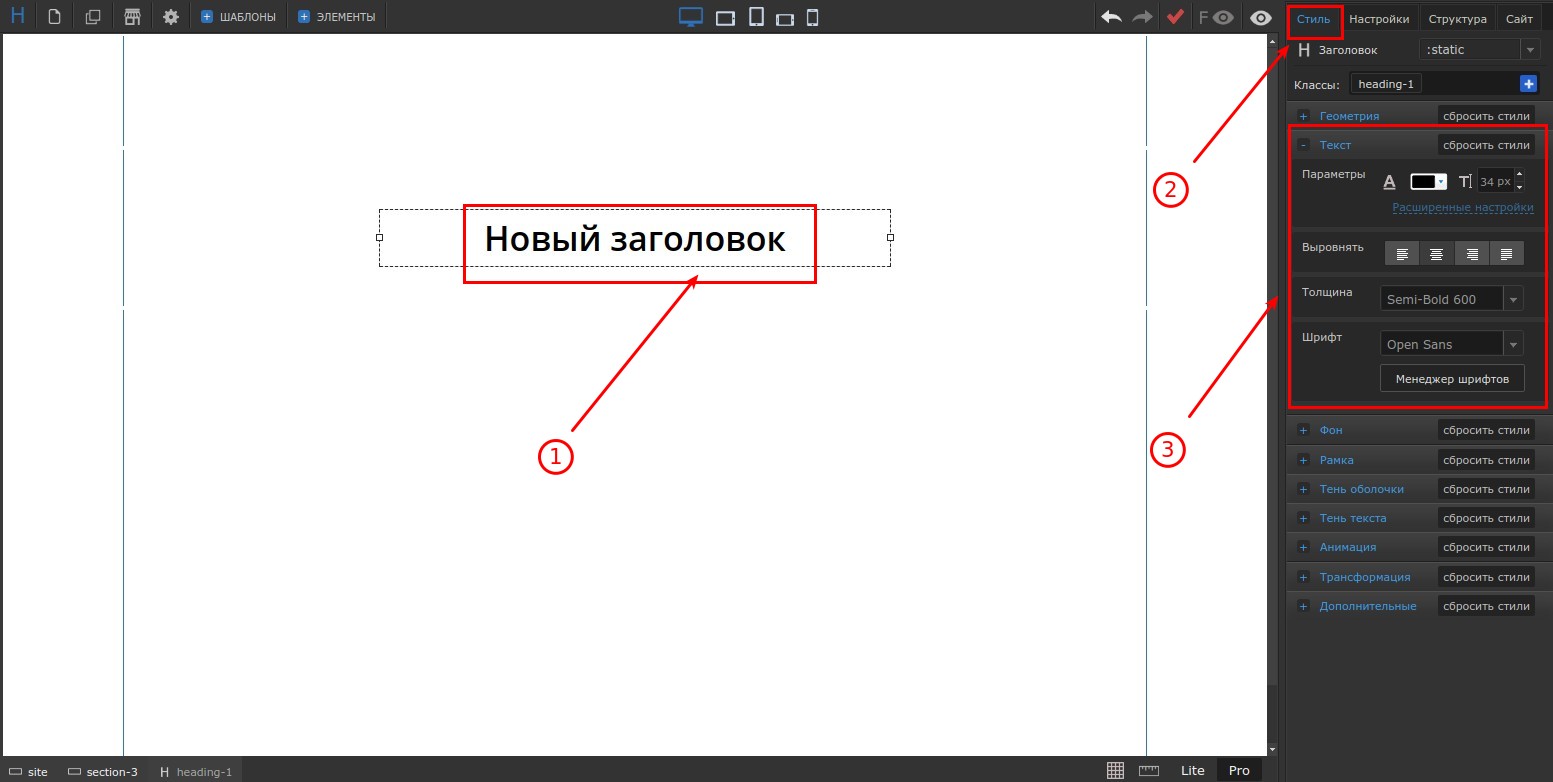 H ШАБЛОНЫ ЭЛЕМЕНТЫ F
Стиль Настройки Структура Сайт
H Заголовок :static
Классы: heading-1
+ Геометрия сбросить стили
- Текст сбросить стили
Параметры A T 34 px
Расширенные настройки
Выровнять
Толщина Semi-Bold 600
Шрифт Open Sans
Менеджер шрифтов
+ Фон сбросить стили
+ Рамка сбросить стили
+ Тень оболочки сбросить стили
+ Тень текста сбросить стили
+ Анимация сбросить стили
+ Трансформация сбросить стили
+ Дополнительные сбросить стили
Новый заголовок
1
2
3
site section-3 H heading-1 Lite Pro